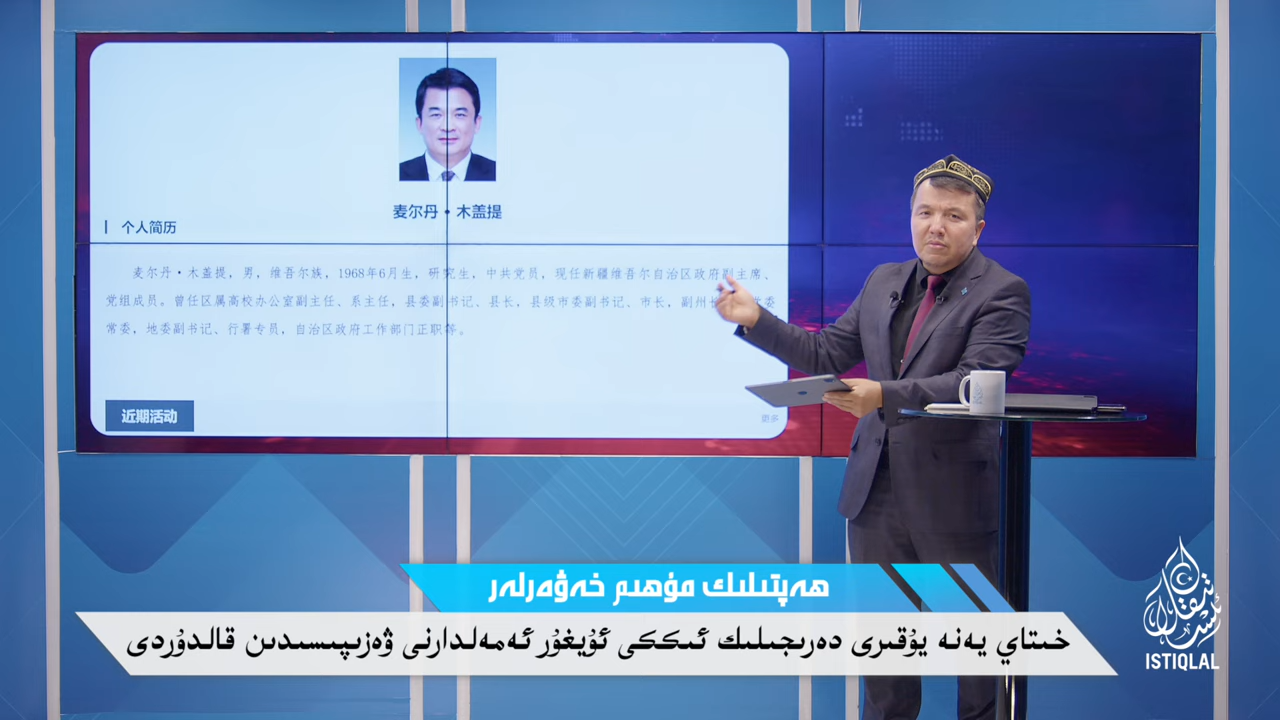 麦尔丹·木盖提
个人简历
麦尔丹·木盖提，男，维吾尔族，1968年6月生，研究生，中共党员，现任新疆维吾尔自治区政府副主席、
党组成员。曾任区属高校办公室副主任、系主任，县委副书记、县长，县级市委副书记、市长，副州长
常委，地委副书记、行署专员，自治区政府工作部门正职等。
近期活动
更多
ھەپتىلىك مۇھىم خەۋەرلەر
خىتاي يەنە يۇقىرى دەرىجىلىك ئىككى ئۇيغۇر ئەمەلدارنى ۋەزىپىسىدىن قالدۇردى
ئىستىقلال
ISTIQLAL